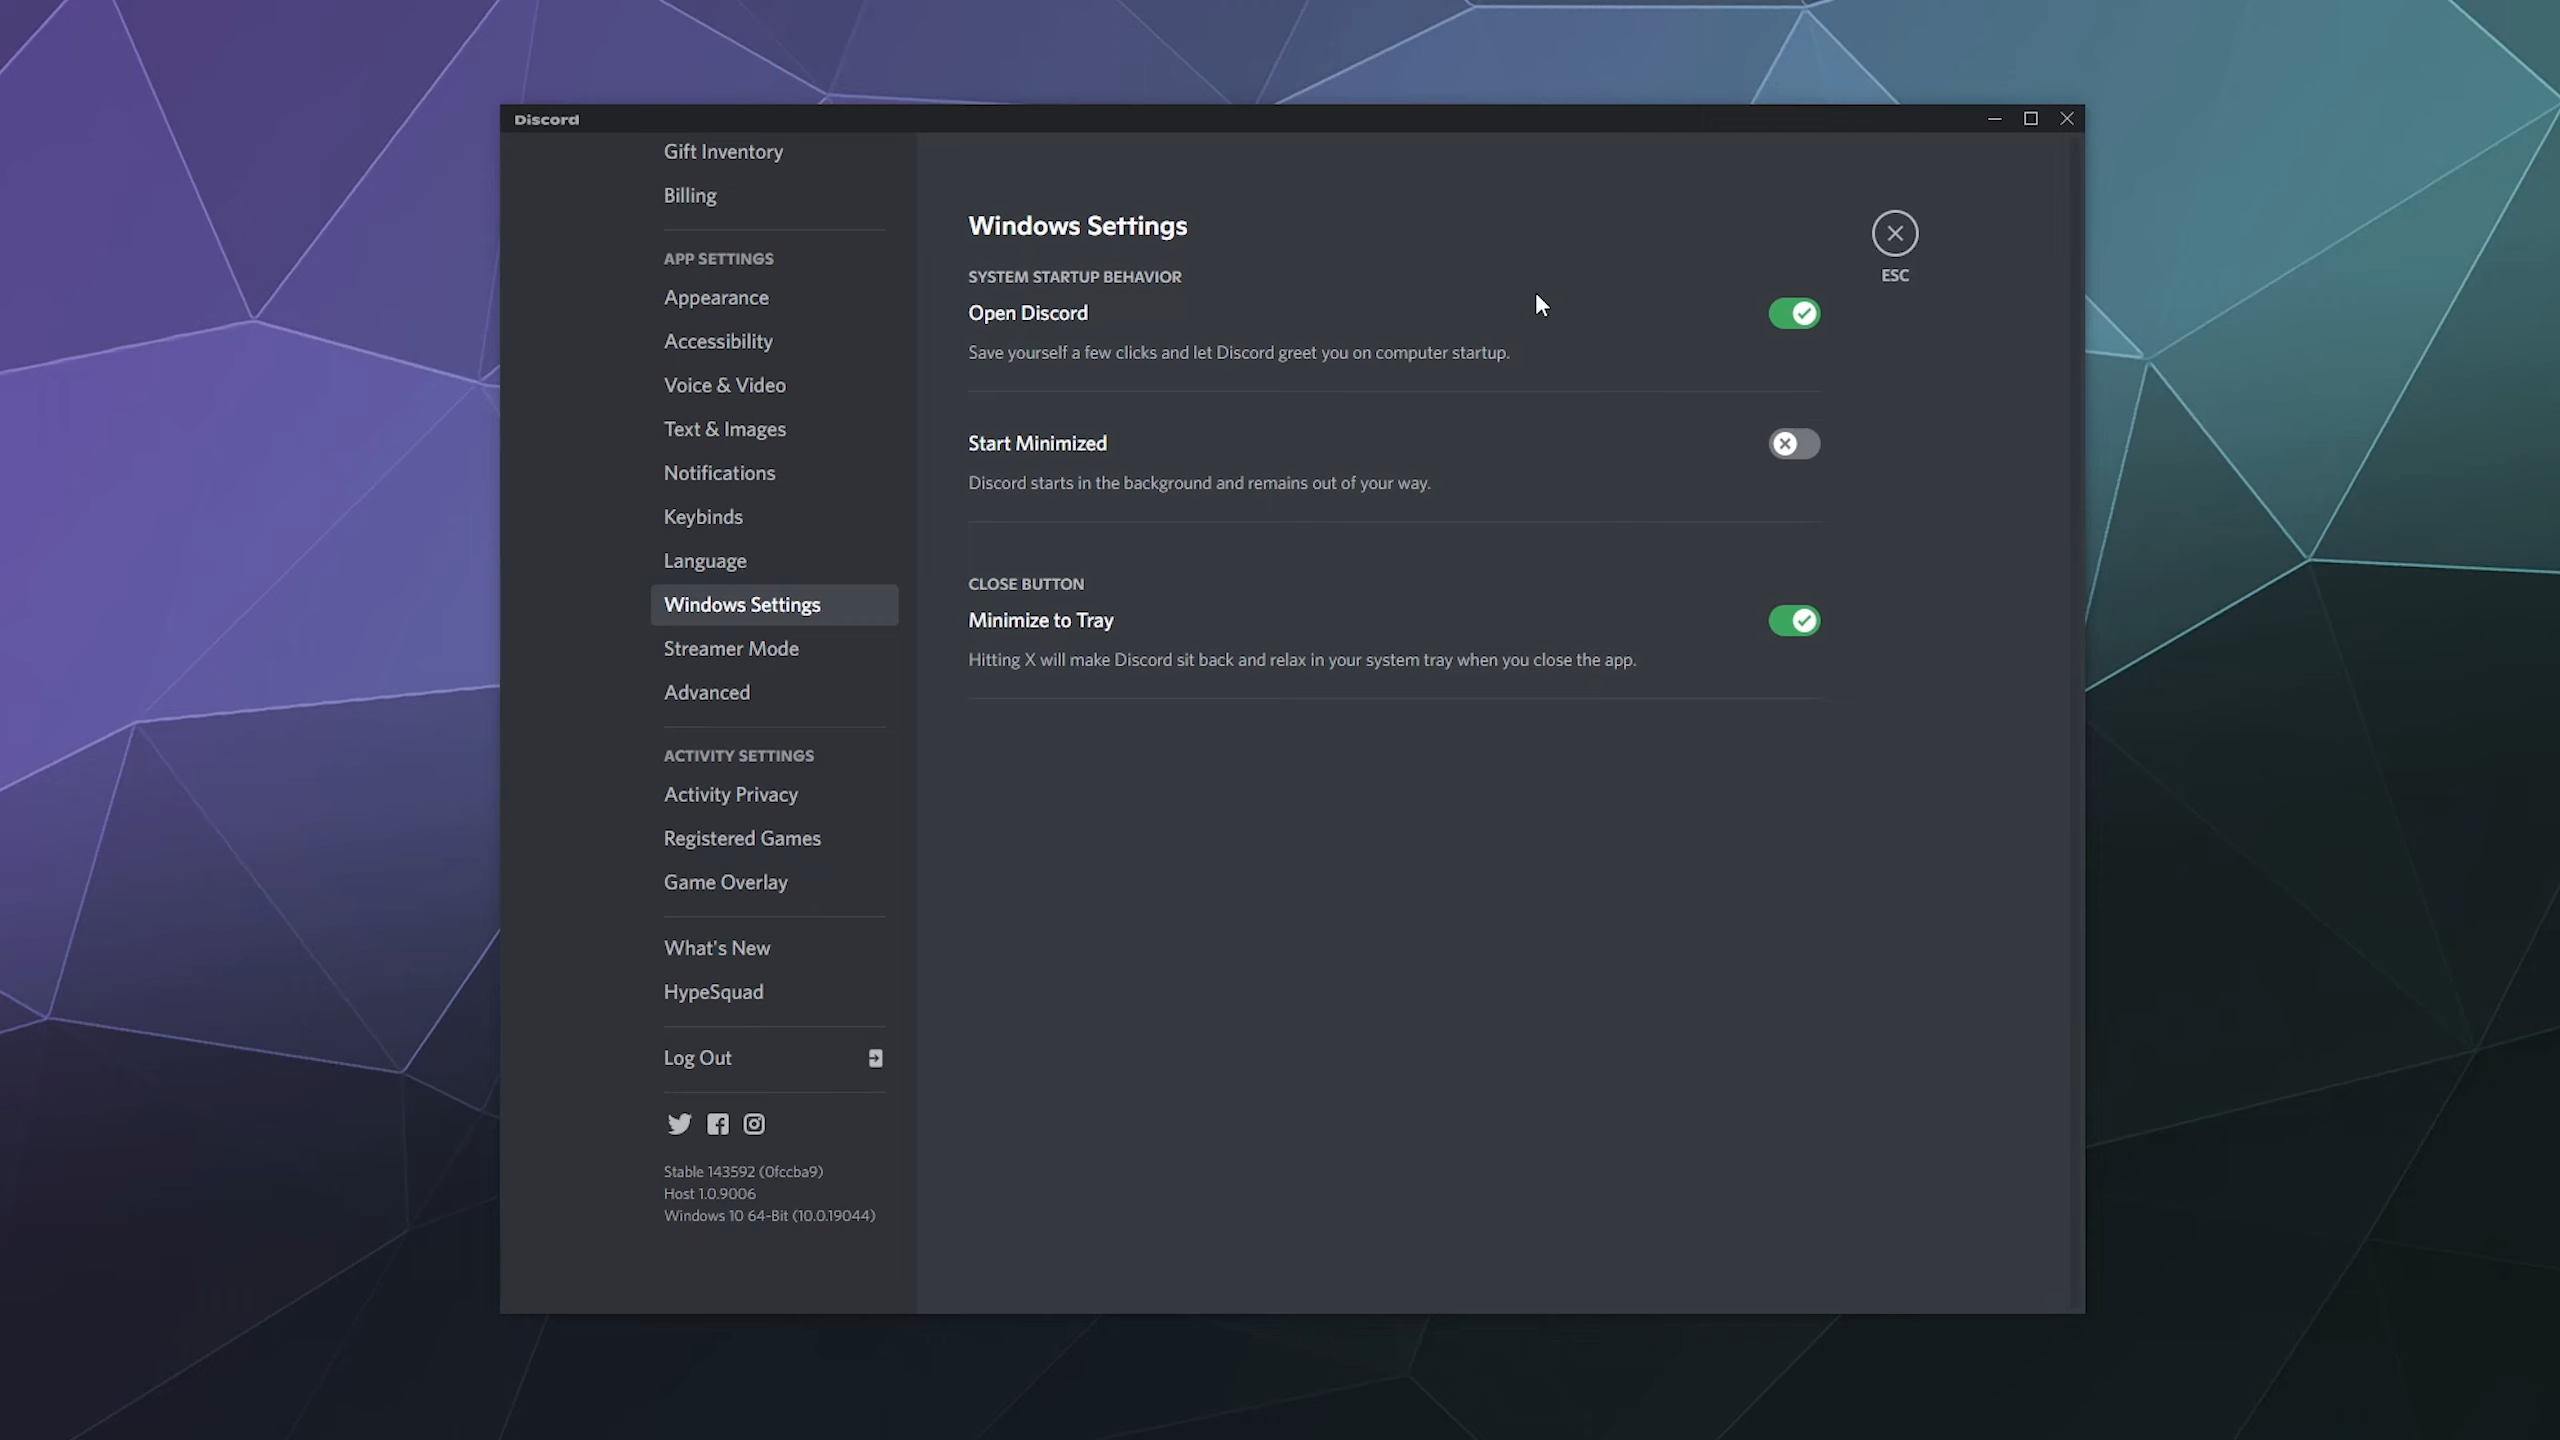 Discord
Gift Inventory
Billing
APP SETTINGS
Appearance
Accessibility
Voice & Video
Text & Images
Notifications
Keybinds
Language
Windows Settings
Streamer Mode
Advanced
ACTIVITY SETTINGS
Activity Privacy
Registered Games
Game Overlay
What's New
HypeSquad
Log Out
Stable 143592 (0fccba9)
Host 1.0.9006
Windows 10 64-Bit (10.0.19044)
Windows Settings
SYSTEM STARTUP BEHAVIOR
Open Discord
Save yourself a few clicks and let Discord greet you on computer startup.
Start Minimized
Discord starts in the background and remains out of your way.
CLOSE BUTTON
Minimize to Tray
Hitting X will make Discord sit back and relax in your system tray when you close the app.
ESC